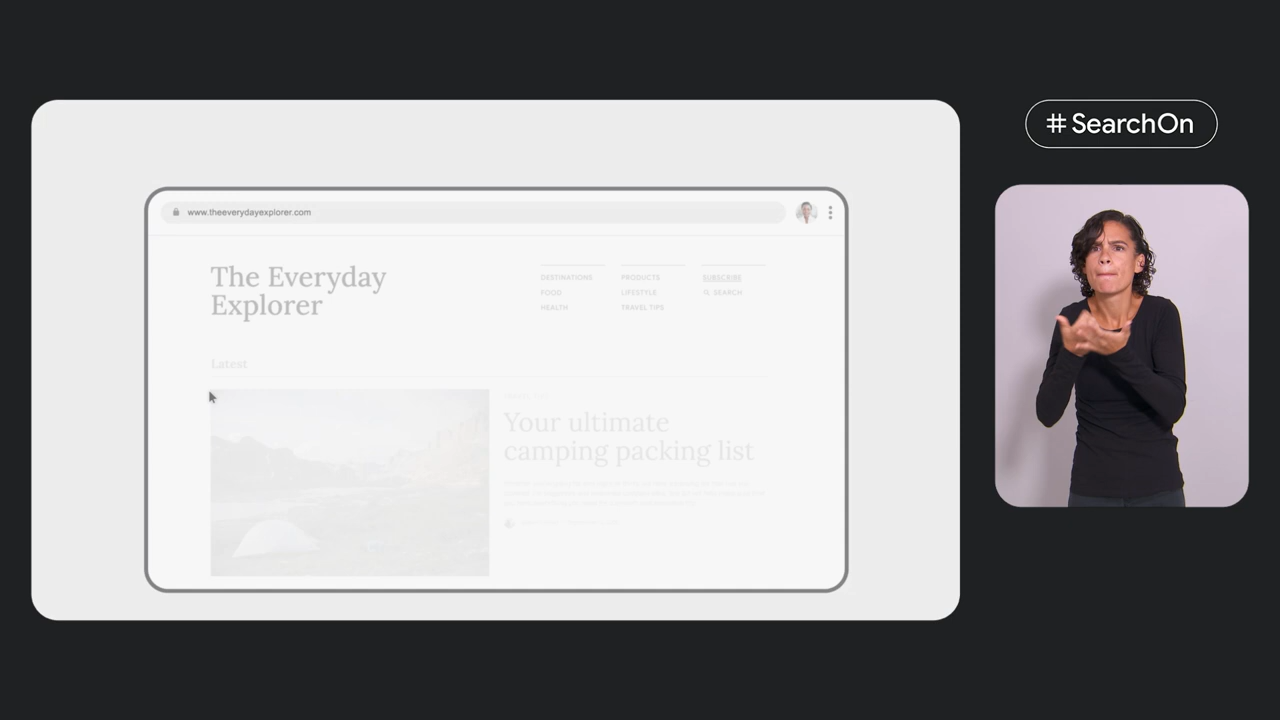 #SearchOn
www.theeverydayexplorer.com
The Everyday
Explorer
DESTINATIONS
FOOD
HEALTH
PRODUCTS
LIFESTYLE
TRAVEL TIPS
SUBSCRIBE
SEARCH
Latest
Your ultimate
camping packing list